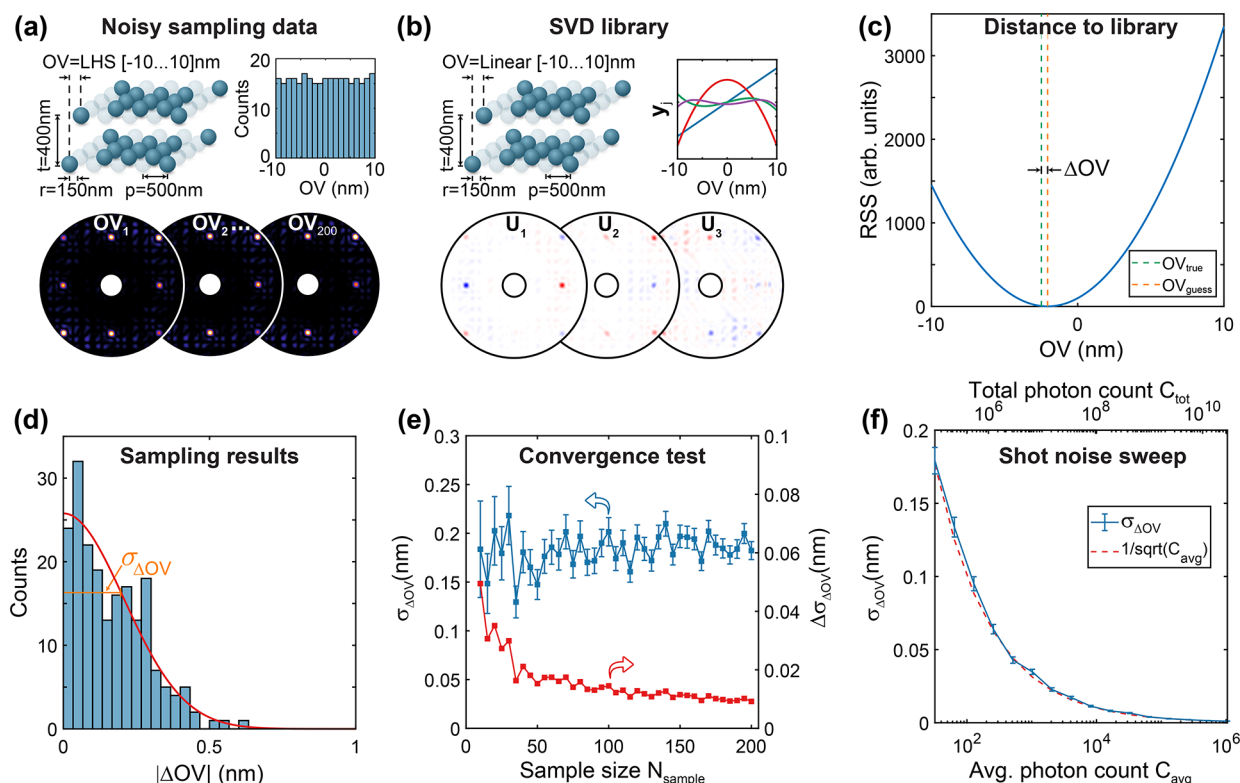 (a) Noisy sampling data
OV=LHS [-10...10]nm
t=400nm
r=150nm
p=500nm
Counts
20
15
10
5
0
-10 0 10
OV (nm)
OV1
OV2...
OV200
(b) SVD library
OV=Linear [-10...10]nm
t=400nm
r=150nm
p=500nm
yj
-10 0 10
OV (nm)
U1
U2
U3
(c) Distance to library
RSS (arb. units)
3500
3000
2000
1000
0
ΔOV
OVtrue
OVguess
-10 0 10
OV (nm)
(d) Sampling results
Counts
30
20
10
0
σΔOV
0 0.5 1
|ΔOV| (nm)
(e) Convergence test
σΔOV(nm)
0.3
0.25
0.2
0.15
0.1
0.05
0
0 50 100 150 200
Sample size Nsample
0.1
0.08
0.06
0.04
0.02
0
ΔσΔOV(nm)
(f) Shot noise sweep
Total photon count Ctot
10^6 10^8 10^10
σΔOV(nm)
0.2
0.15
0.1
0.05
0
σΔOV
1/sqrt(Cavg)
10^2 10^4 10^6
Avg. photon count Cavg